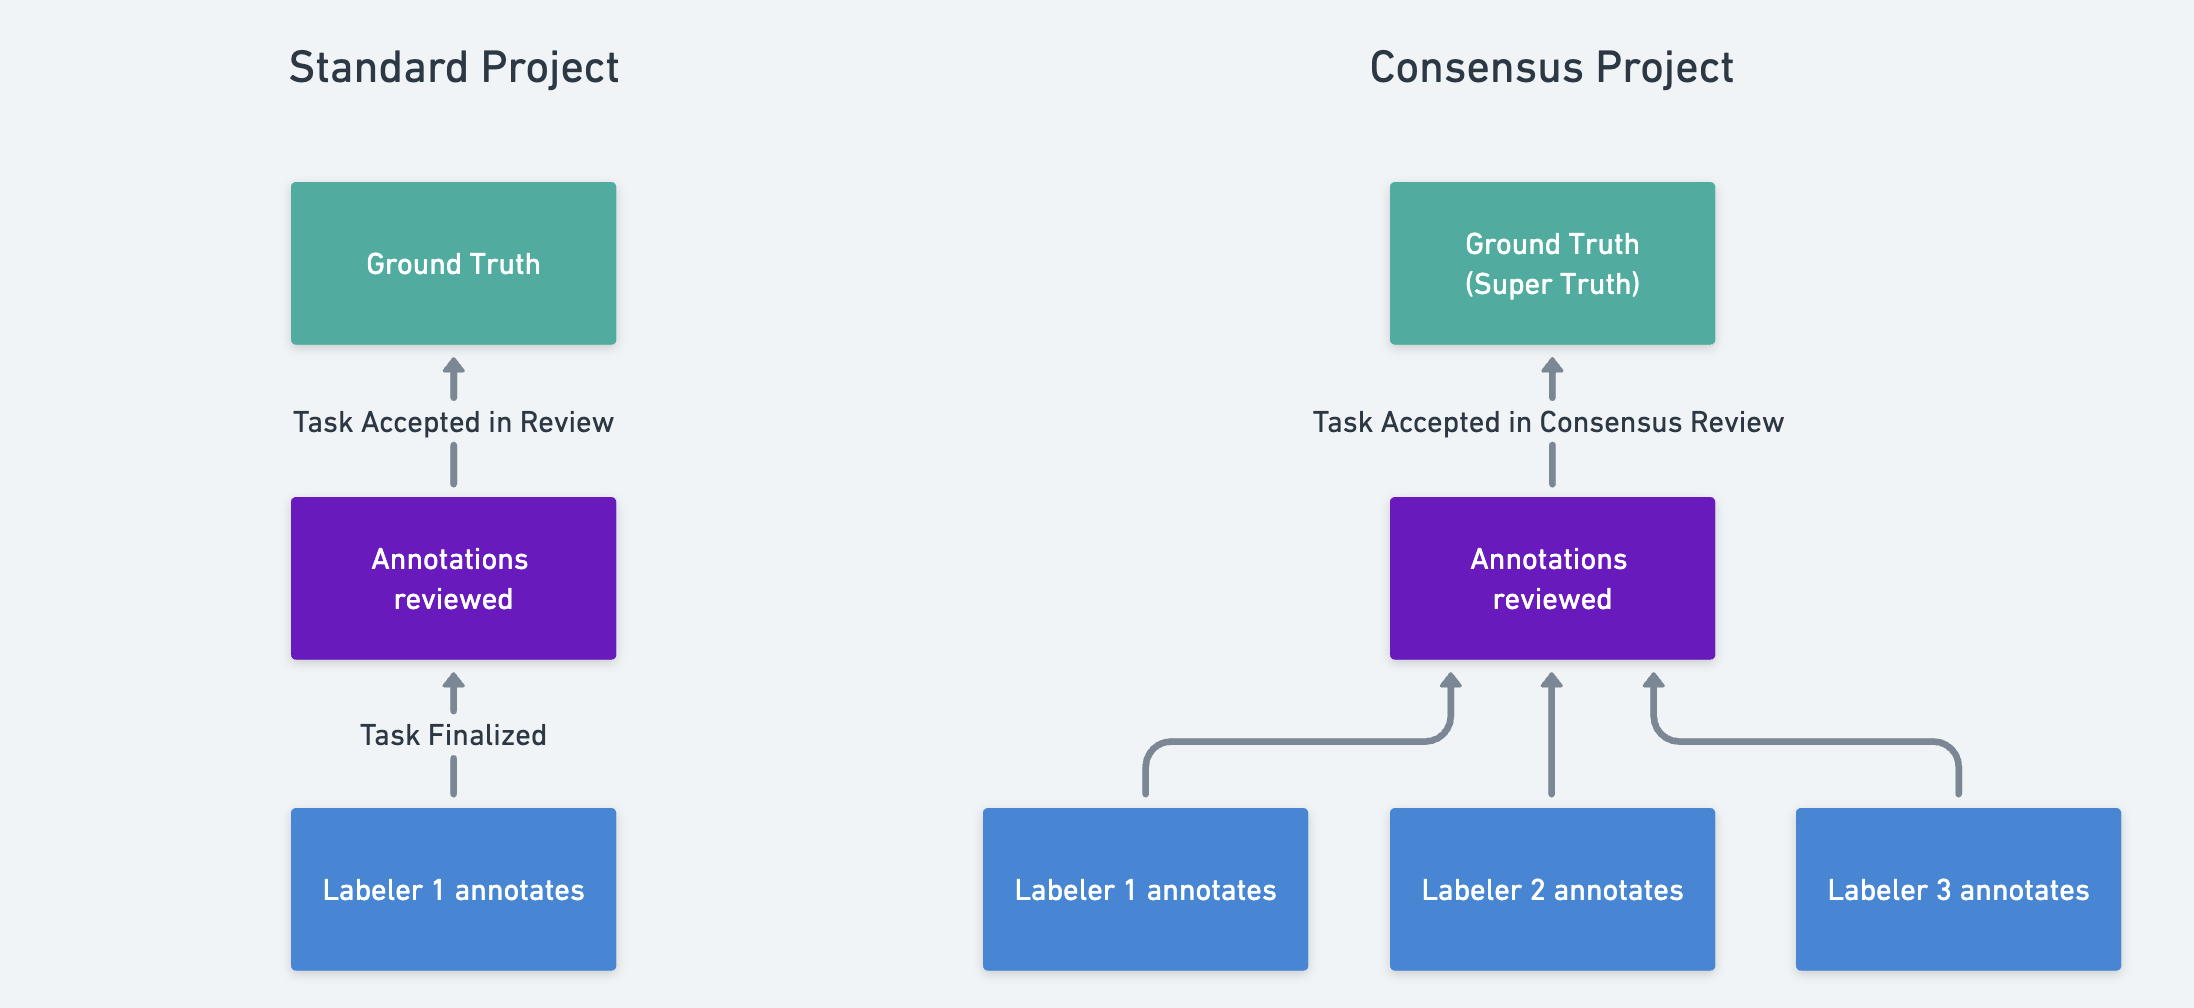 Standard Project
Ground Truth
Task Accepted in Review
Annotations
reviewed
Task Finalized
Labeler 1 annotates
Consensus Project
Ground Truth
(Super Truth)
Task Accepted in Consensus Review
Annotations
reviewed
Labeler 1 annotates
Labeler 2 annotates
Labeler 3 annotates